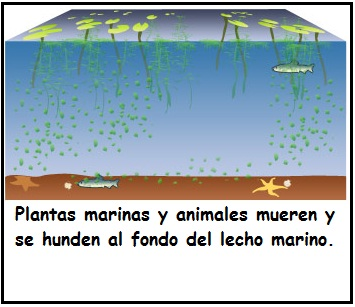 Plantas marinas y animales mueren y
se hunden al fondo del lecho marino.